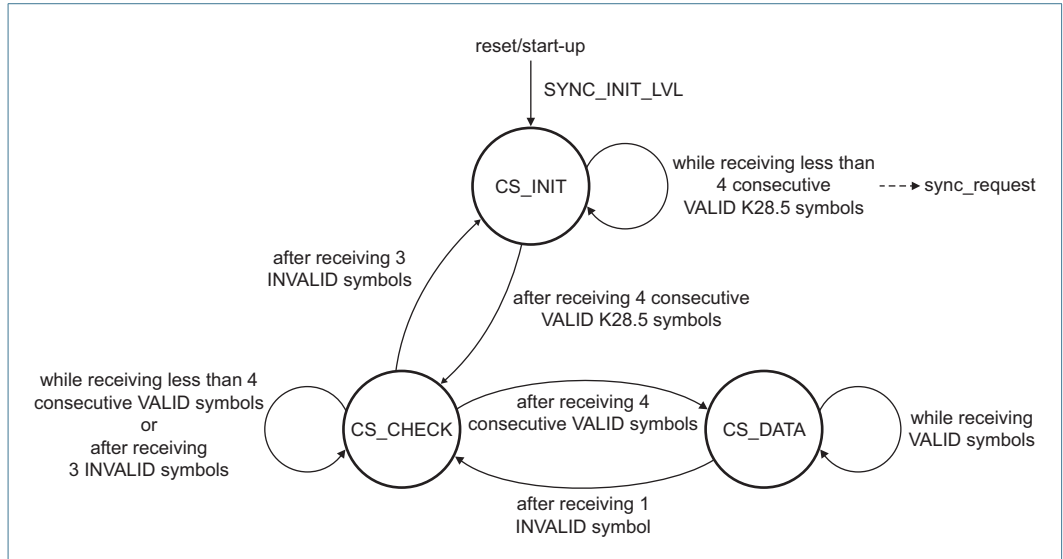 reset/start-up
SYNC_INIT_LVL
CS_INIT
while receiving less than
4 consecutive
VALID K28.5 symbols
sync_request
after receiving 3
INVALID symbols
after receiving 4 consecutive
VALID K28.5 symbols
while receiving less than 4
consecutive VALID symbols
or
after receiving
3 INVALID symbols
CS_CHECK
after receiving 4
consecutive VALID symbols
CS_DATA
while receiving
VALID symbols
after receiving 1
INVALID symbol